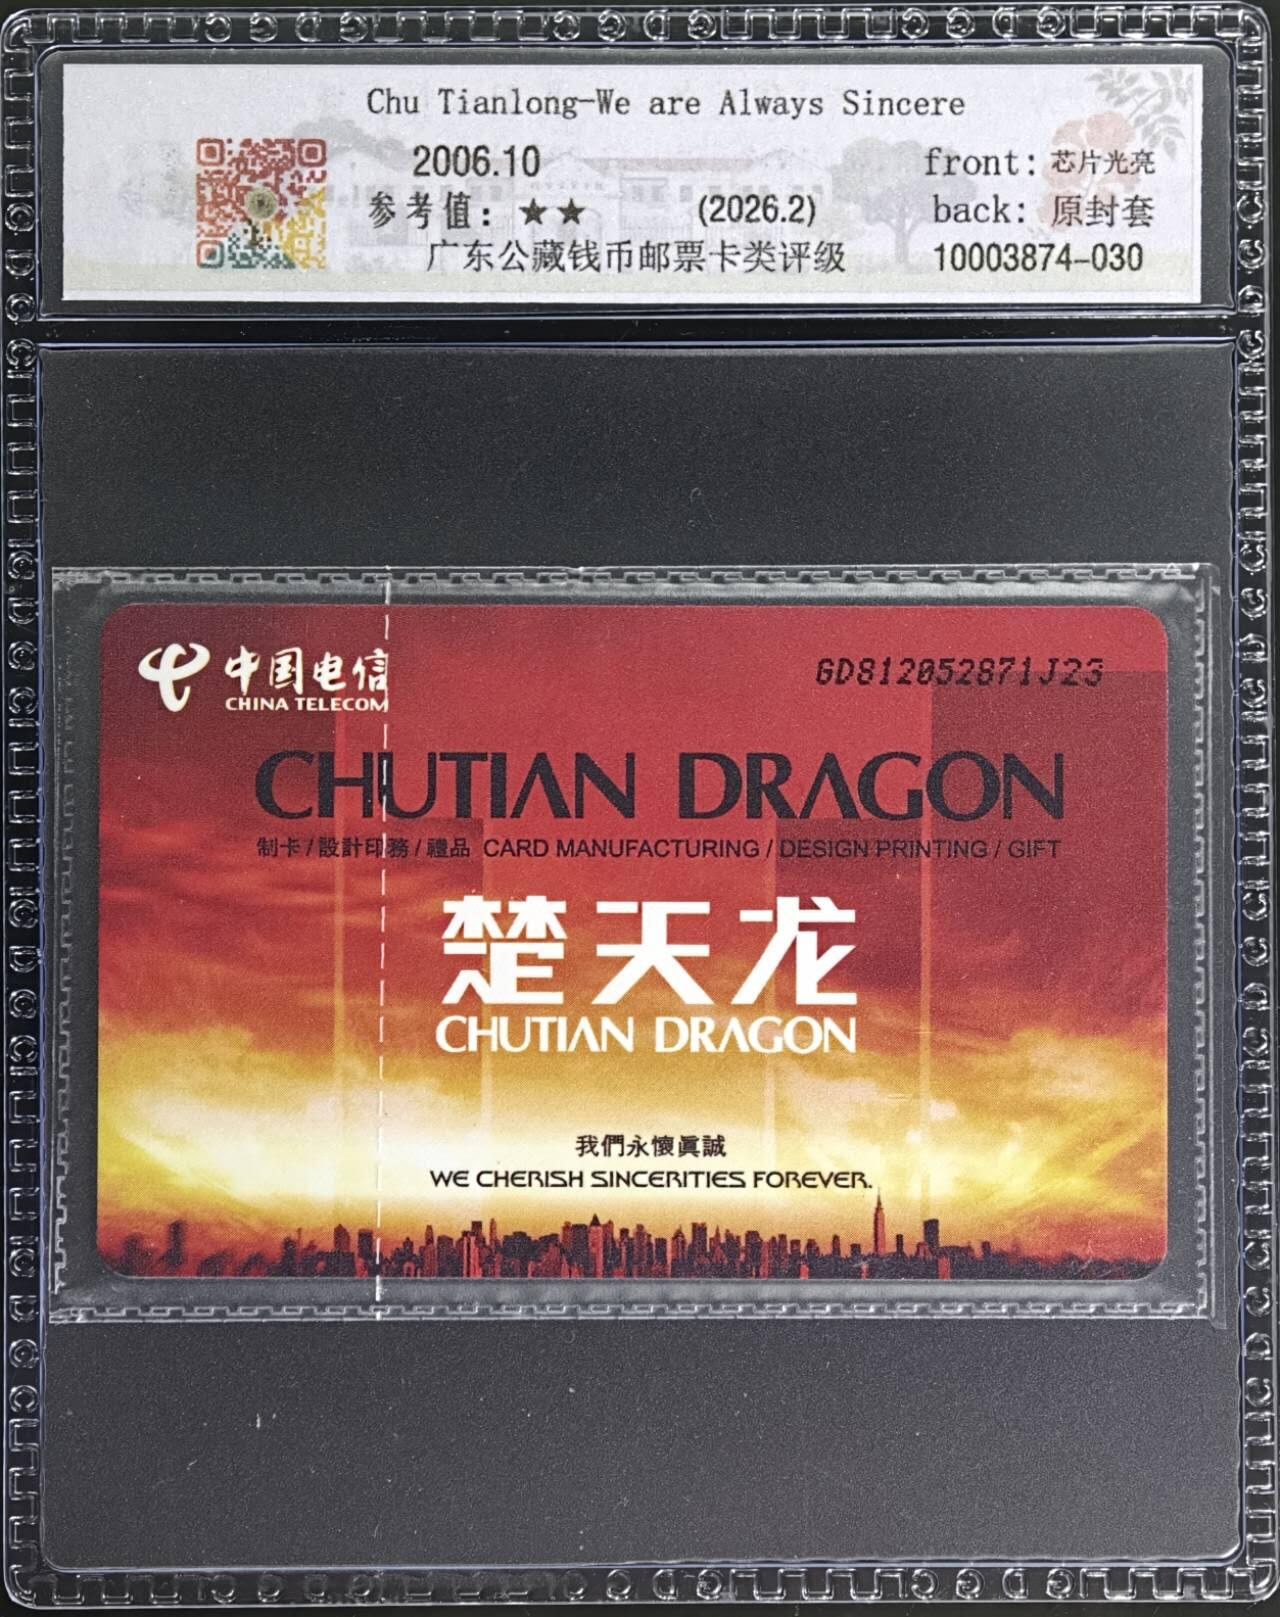 Chu Tianlong-We are Always Sincere
2006.10
front: 芯片光亮
参考值: ★★ (2026.2)
back: 原封套
广东公藏钱币邮票卡类评级
10003874-030
中国电信
CHINA TELECOM
GD812052871J23
CHUTIAN DRAGON
制卡/設計印務/禮品 CARD MANUFACTURING/DESIGN PRINTING/GIFT
楚天龙
CHUTIAN DRAGON
我們永懷眞誠
WE CHERISH SINCERITIES FOREVER.